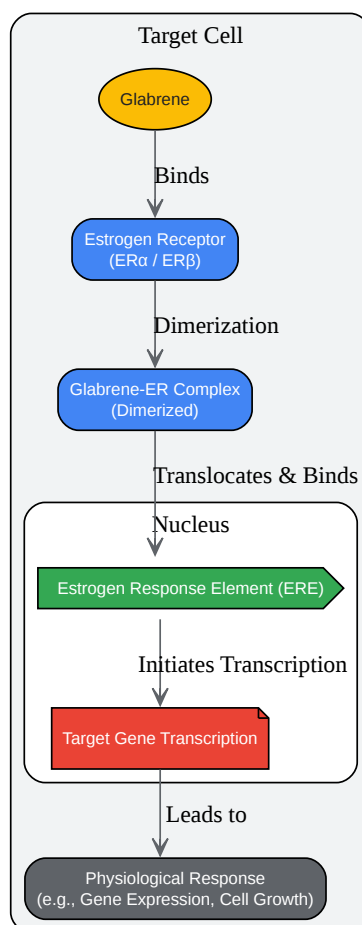 Target Cell
Glabrene
Binds
Estrogen Receptor
(ERα / ERβ)
Dimerization
Glabrene-ER Complex
(Dimerized)
Translocates & Binds
Nucleus
Estrogen Response Element (ERE)
Initiates Transcription
Target Gene Transcription
Leads to
Physiological Response
(e.g., Gene Expression, Cell Growth)